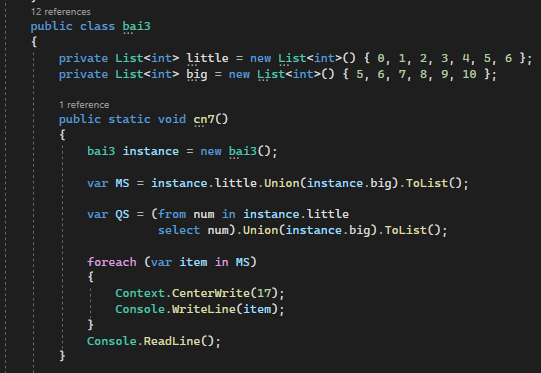 12 references
public class bai3
{
private List<int> little = new List<int>() { 0, 1, 2, 3, 4, 5, 6 };
private List<int> big = new List<int>() { 5, 6, 7, 8, 9, 10 };
1 reference
public static void cn7()
{
bai3 instance = new bai3();
var MS = instance.little.Union(instance.big).ToList();
var QS = (from num in instance.little
select num).Union(instance.big).ToList();
foreach (var item in MS)
{
Context.CenterWrite(17);
Console.WriteLine(item);
}
Console.ReadLine();
}